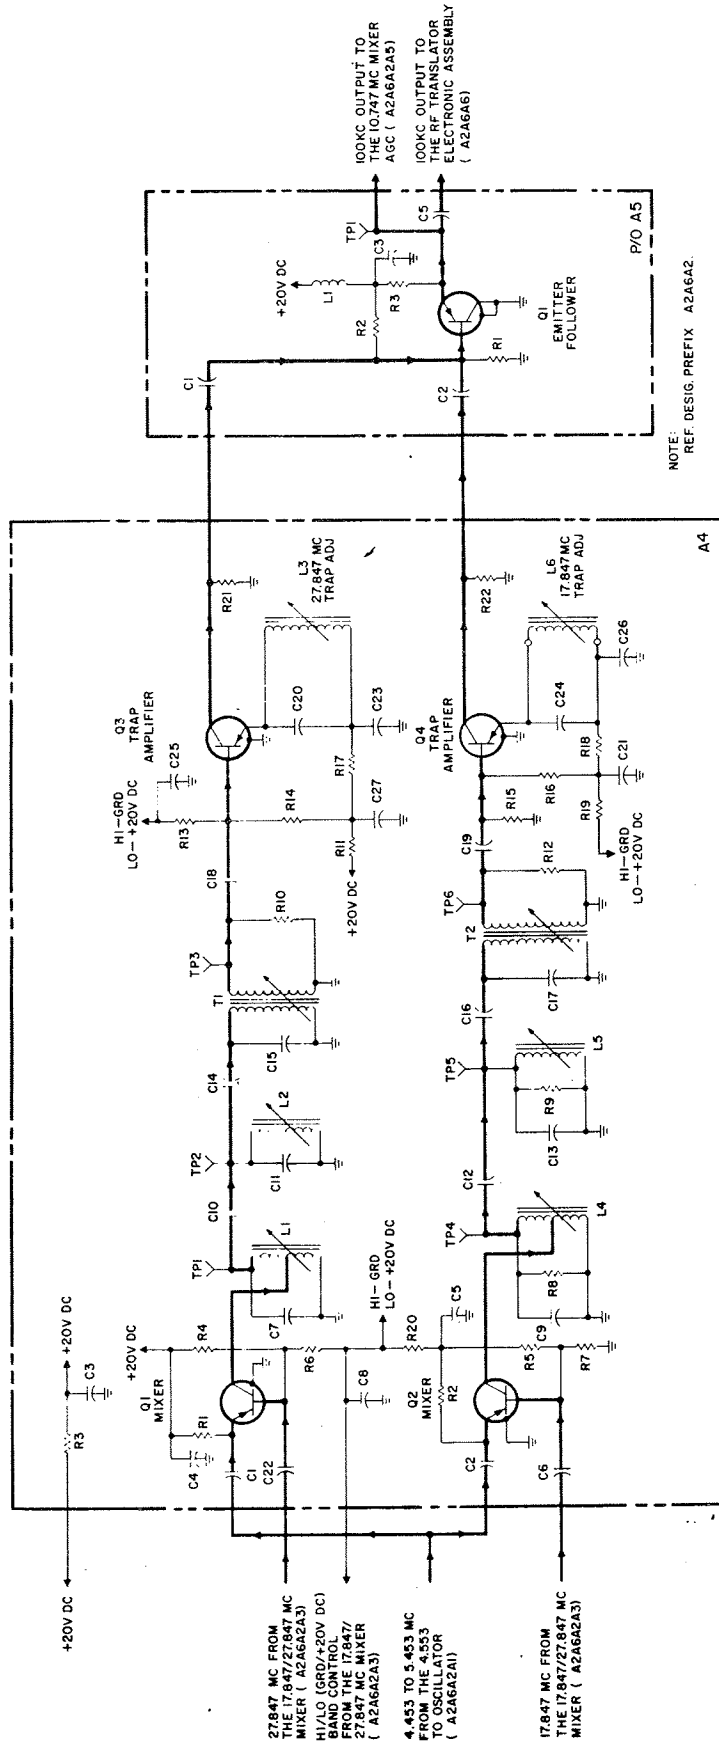 +20V DC
R3
C3
+20V DC
27.847 MC FROM
THE 17.847/27.847 MC
MIXER ( A2A6A2A3)
HI/LO (GRD/+20V DC)
BAND CONTROL
FROM THE 17.847/
27.847 MC MIXER
( A2A6A2A3)
4.453 TO 5.453 MC
FROM THE 4.553
TO OSCILLATOR
( A2A6A2A1)
17.847 MC FROM
THE 17.847/27.847 MC
MIXER ( A2A6A2A3)
C4
R1
C1
C22
Q1
MIXER
+20V DC
R4
R6
C8
HI-GRD
LO-+20V DC
R20
C5
Q2
MIXER
R2
C2
C6
R5
R7
C7
L1
TP1
C10
TP2
C11
L2
C14
C15
T1
TP3
R10
C18
HI-GRD
LO-+20V DC
R13
C25
R14
R11
+20V DC
C27
R17
Q3
TRAP
AMPLIFIER
C20
C23
L3
27.847 MC
TRAP ADJ
R21
C9
R8
L4
TP4
C12
TP5
C13
R9
L5
C16
C17
T2
TP6
R12
C19
R15
R16
R19
HI-GRD
LO-+20V DC
C21
R18
Q4
TRAP
AMPLIFIER
C24
C26
L6
17.847 MC
TRAP ADJ
R22
A4
C1
C2
R1
R2
+20V DC
L1
R3
C3
TP1
Q1
EMITTER
FOLLOWER
C5
P/O A5
100KC OUTPUT TO
THE 10.747 MC MIXER
AGC ( A2A6A2A5)
100KC OUTPUT TO
THE RF TRANSLATOR
ELECTRONIC ASSEMBLY
( A2A6A6)
NOTE:
REF. DESIG. PREFIX A2A6A2.